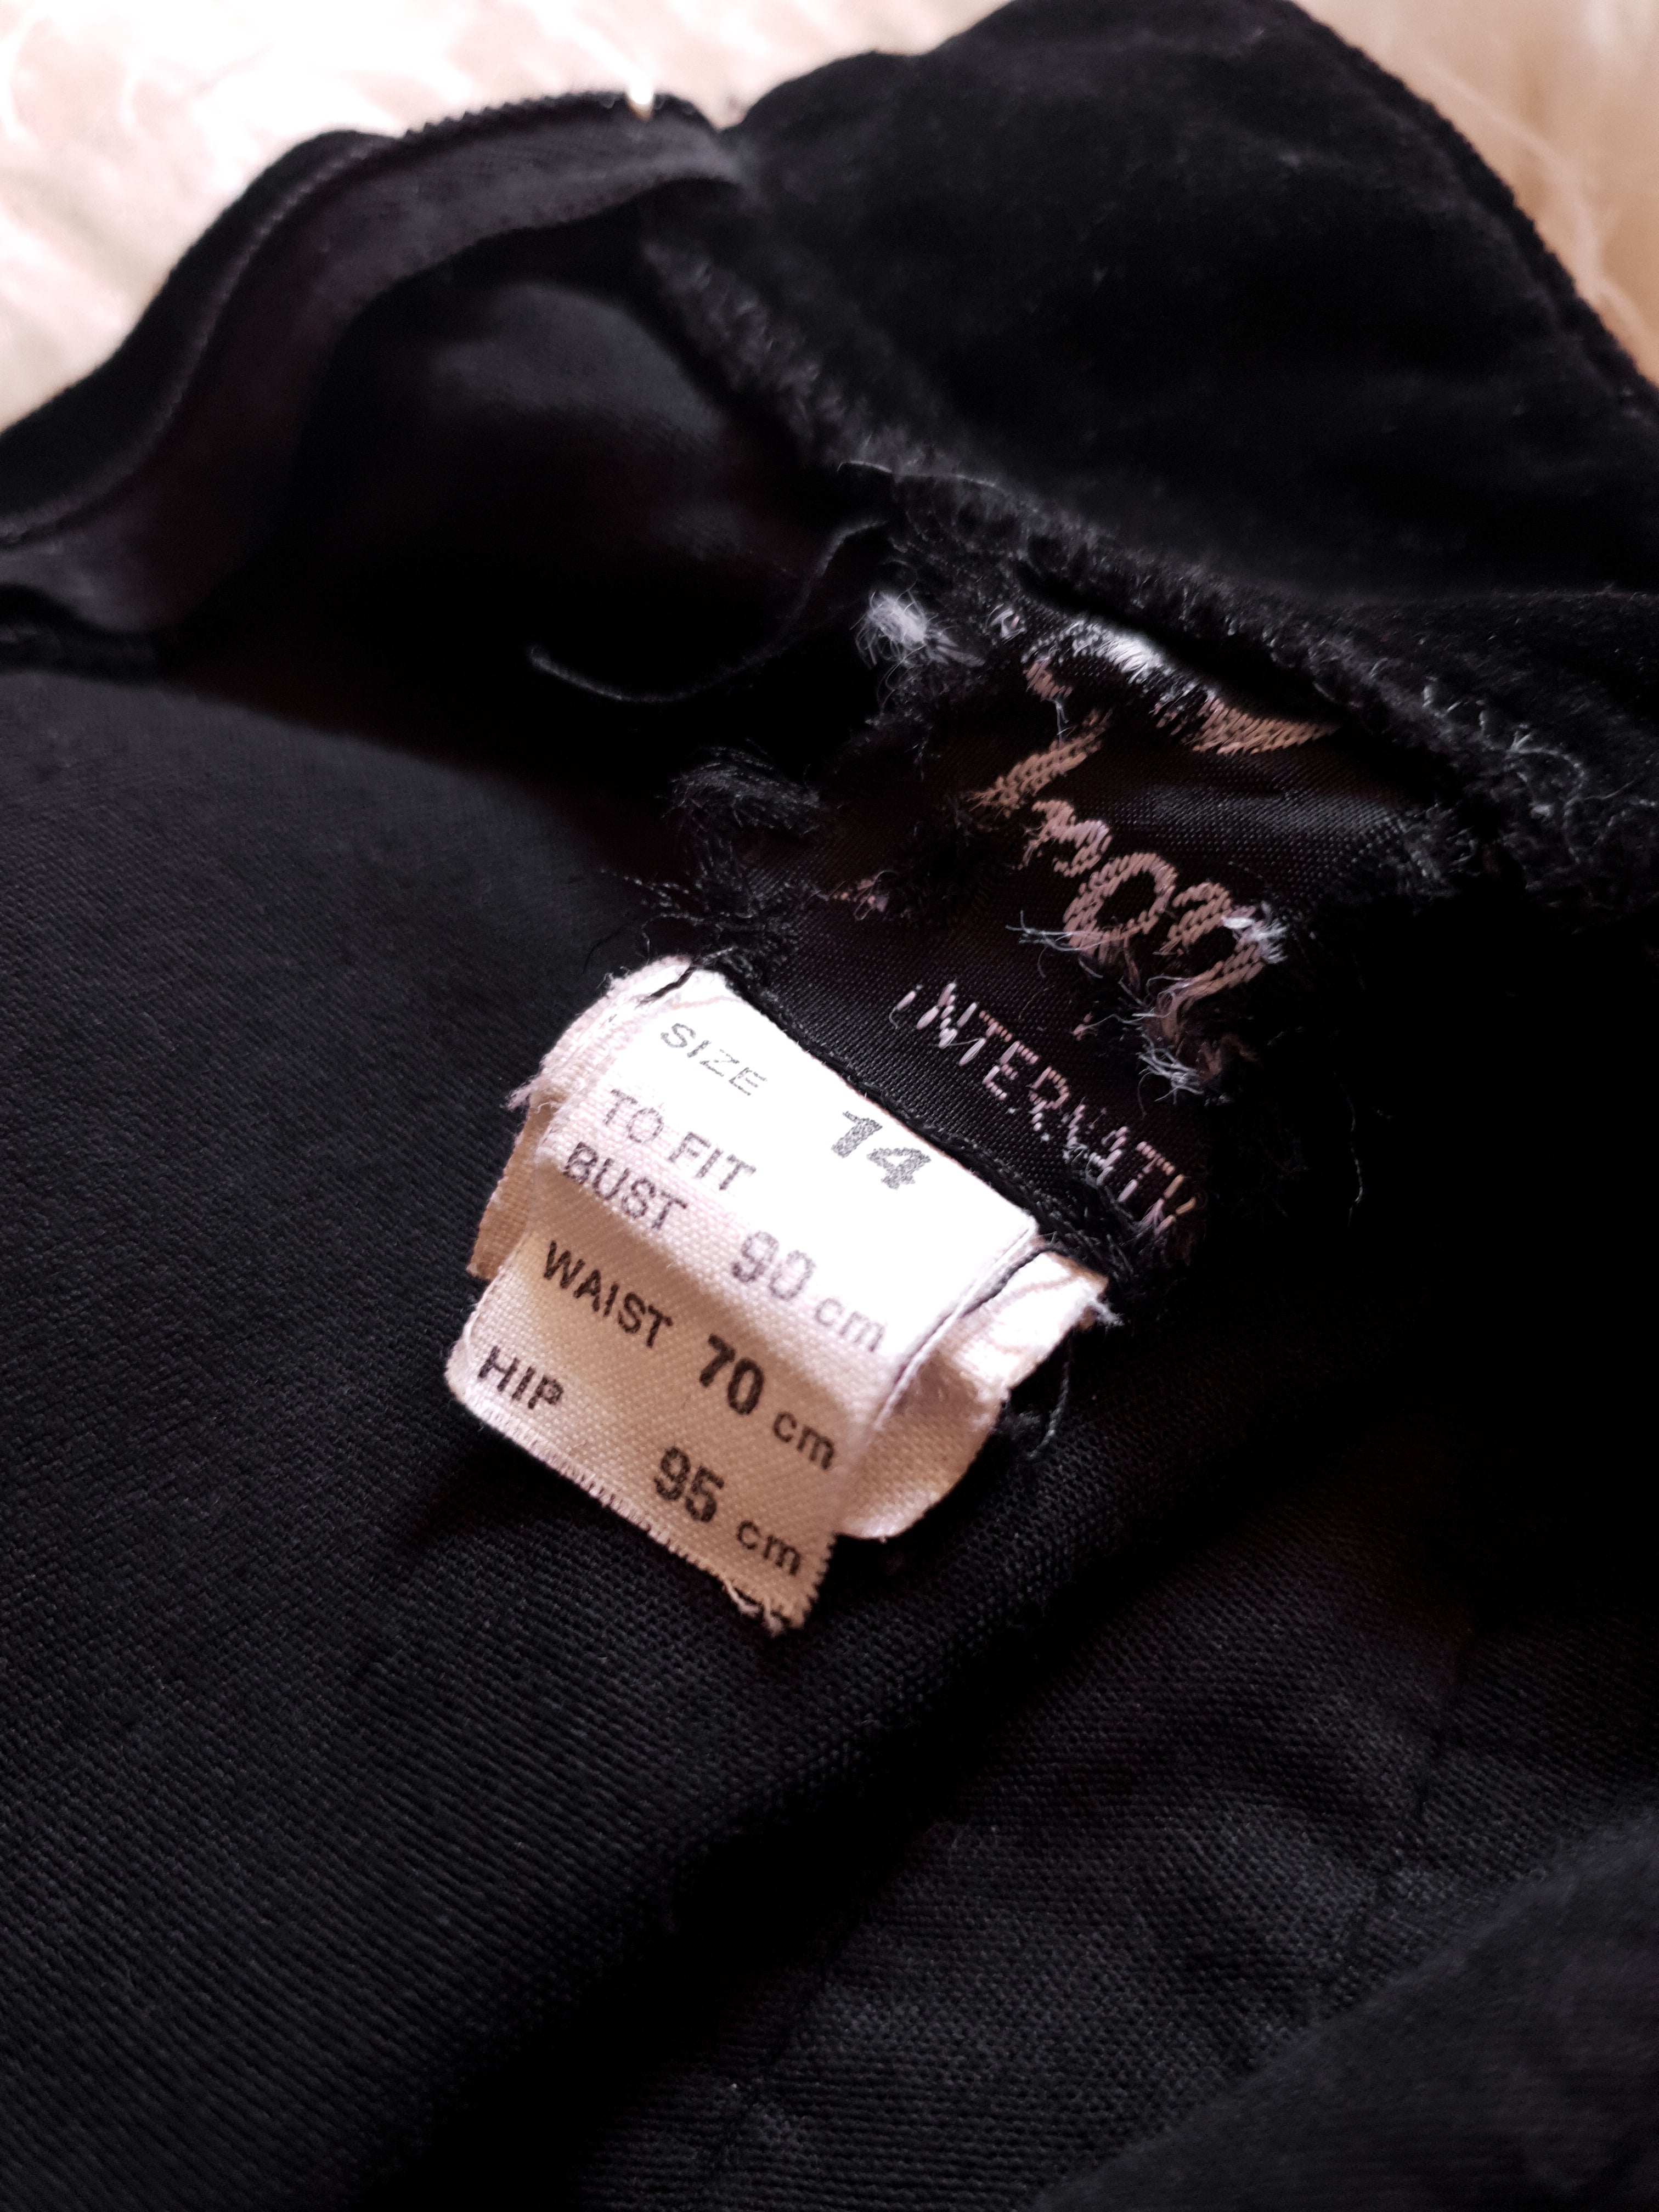 INTERNATI
SIZE 14
TO FIT
BUST 90 cm
WAIST 70 cm
HIP 95 cm